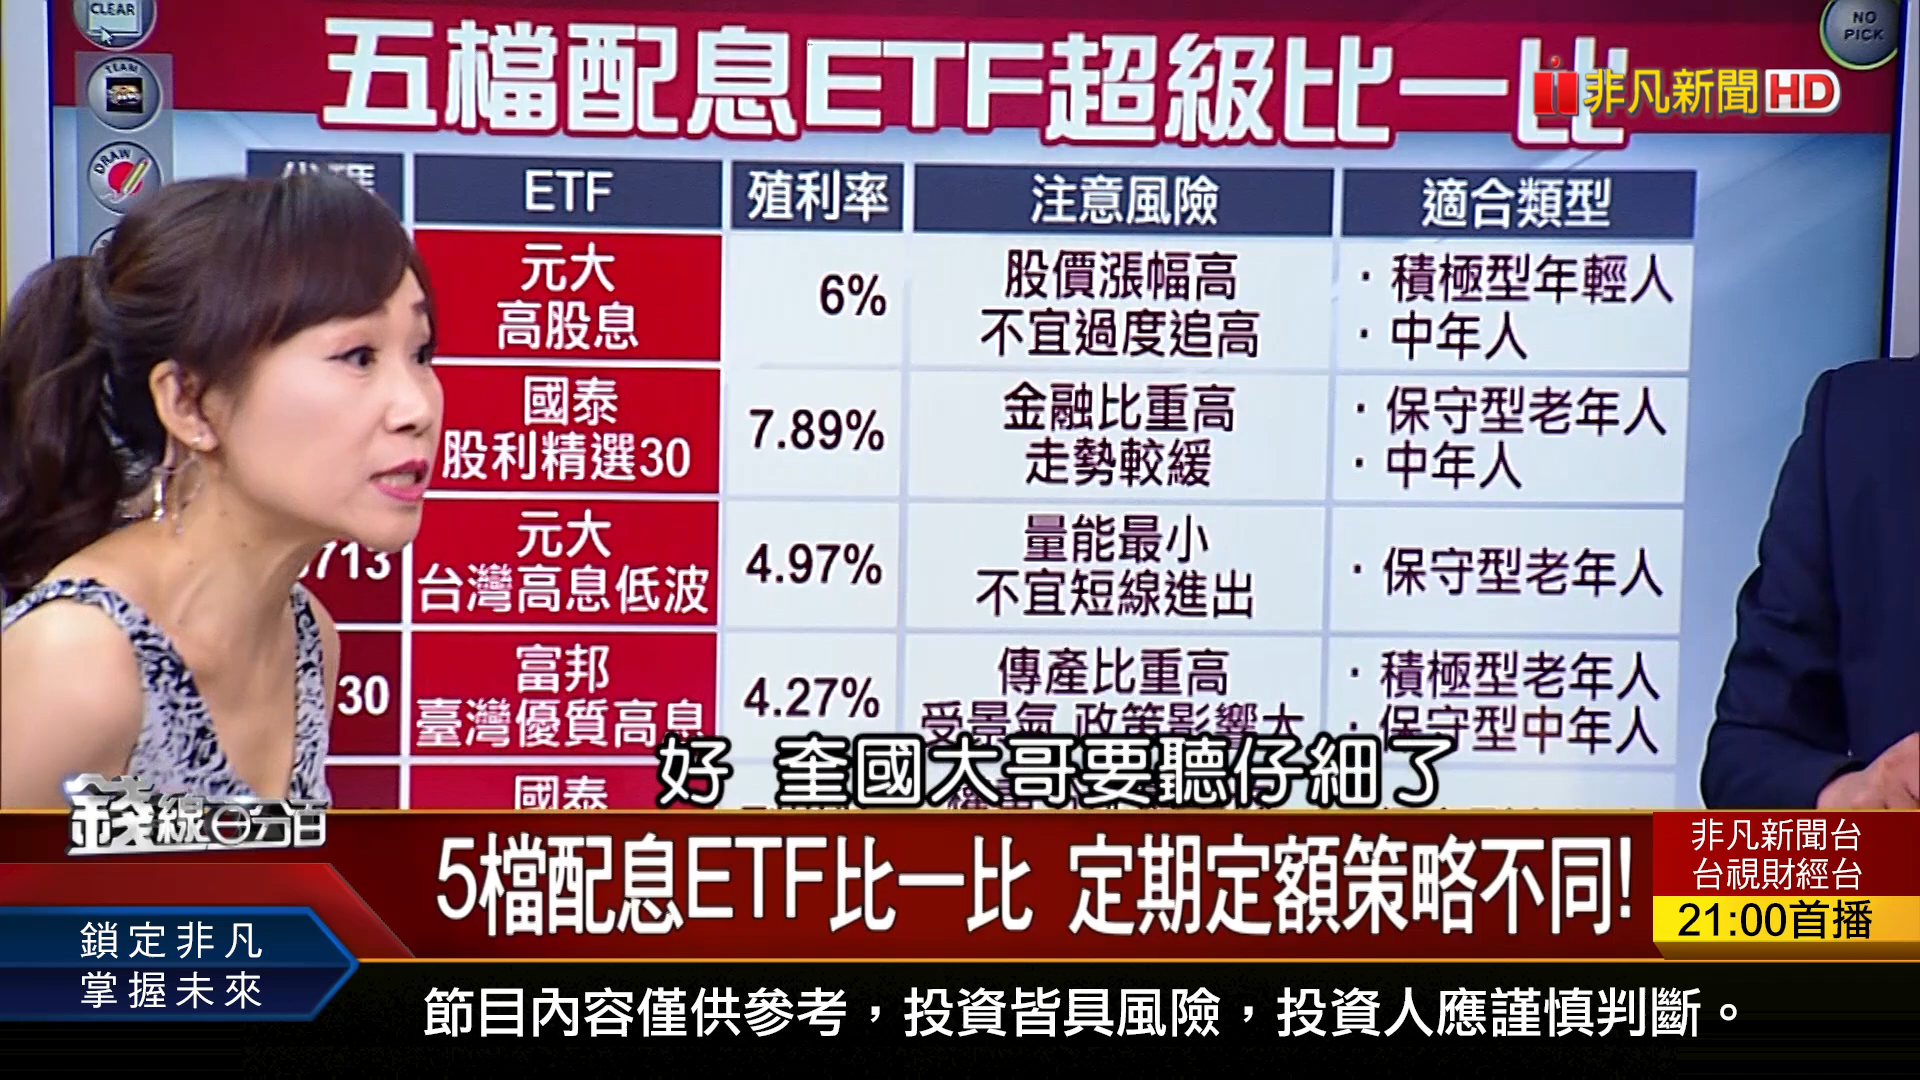 CLEAR
NO
PICK
TEAM
DRAW
五檔配息ETF超級比一比
非凡新聞HD
ETF 殖利率 注意風險 適合類型
元大
高股息
6%
股價漲幅高
不宜過度追高
·積極型年輕人
·中年人
國泰
股利精選30
7.89%
金融比重高
走勢較緩
·保守型老年人
·中年人
713
元大
台灣高息低波
4.97%
量能最小
不宜短線進出
·保守型老年人
30
富邦
臺灣優質高息
4.27%
傳產比重高
受景氣 政策影響大
·積極型老年人
·保守型中年人
國泰
好 奎國大哥要聽仔細了
錢線百分百
5檔配息ETF比一比 定期定額策略不同!
非凡新聞台
台視財經台
21:00首播
鎖定非凡
掌握未來
節目內容僅供參考，投資皆具風險，投資人應謹慎判斷。